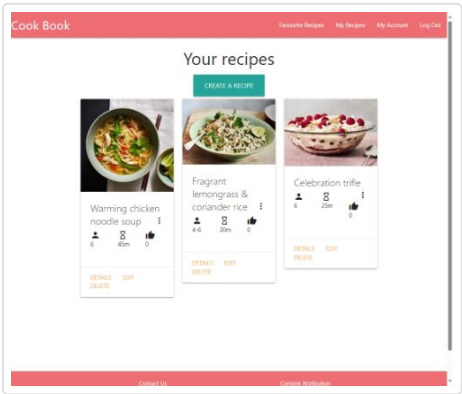 Cook Book
Favourite Recipes My Recipes My Account Log Out
Your recipes
CREATE A RECIPE
Warming chicken
noodle soup
6 45m 0
DETAILS EDIT
DELETE
Fragrant
lemongrass &
coriander rice
4-6 20m 0
DETAILS EDIT
DELETE
Celebration trifle
6 25m 0
DETAILS EDIT
DELETE
Contact Us Content Attribution